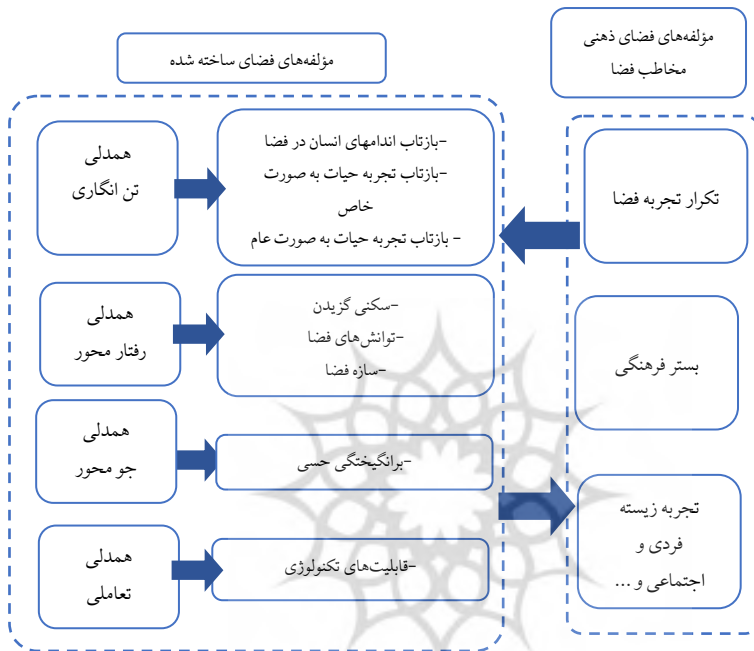 مؤلفه‌های فضای ذهنی
مخاطب فضا
مؤلفه‌های فضای ساخته شده
تکرار تجربه فضا
بستر فرهنگی
تجربه زیسته
فردی و
اجتماعی و ...
همدلی
تن انگاری
-بازتاب اندامهای انسان در فضا
-بازتاب تجربه حیات به صورت
خاص
- بازتاب تجربه حیات به صورت عام
همدلی
رفتار محور
-سکنی گزیدن
-توانش‌های فضا
-سازه فضا
همدلی
جو محور
-برانگیختگی حسی
همدلی
تعاملی
-قابلیت‌های تکنولوژی